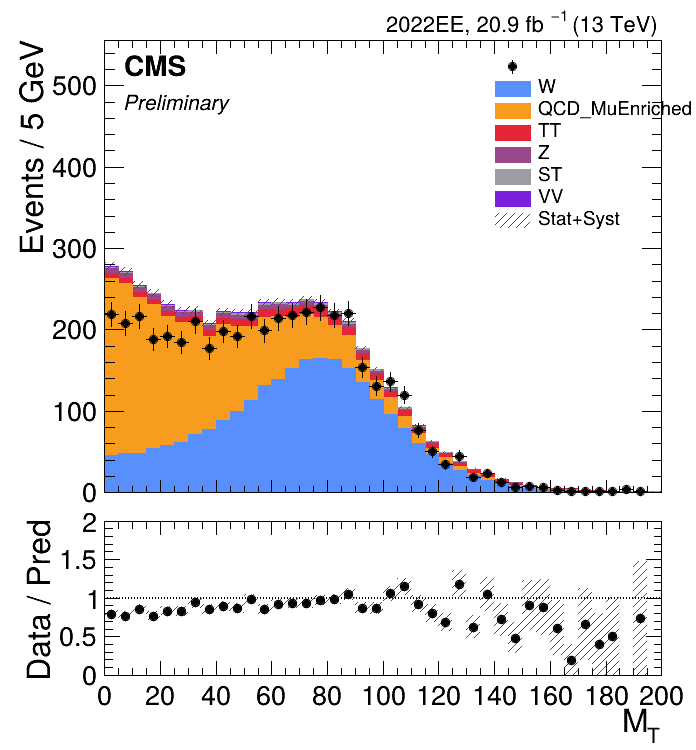 2022EE, 20.9 fb⁻¹ (13 TeV)
CMS
Preliminary
W
QCD_MuEnriched
TT
Z
ST
VV
Stat+Syst
Events / 5 GeV
500
400
300
200
100
0
Data / Pred
2
1.5
1
0.5
0
0 20 40 60 80 100 120 140 160 180 200
M_T